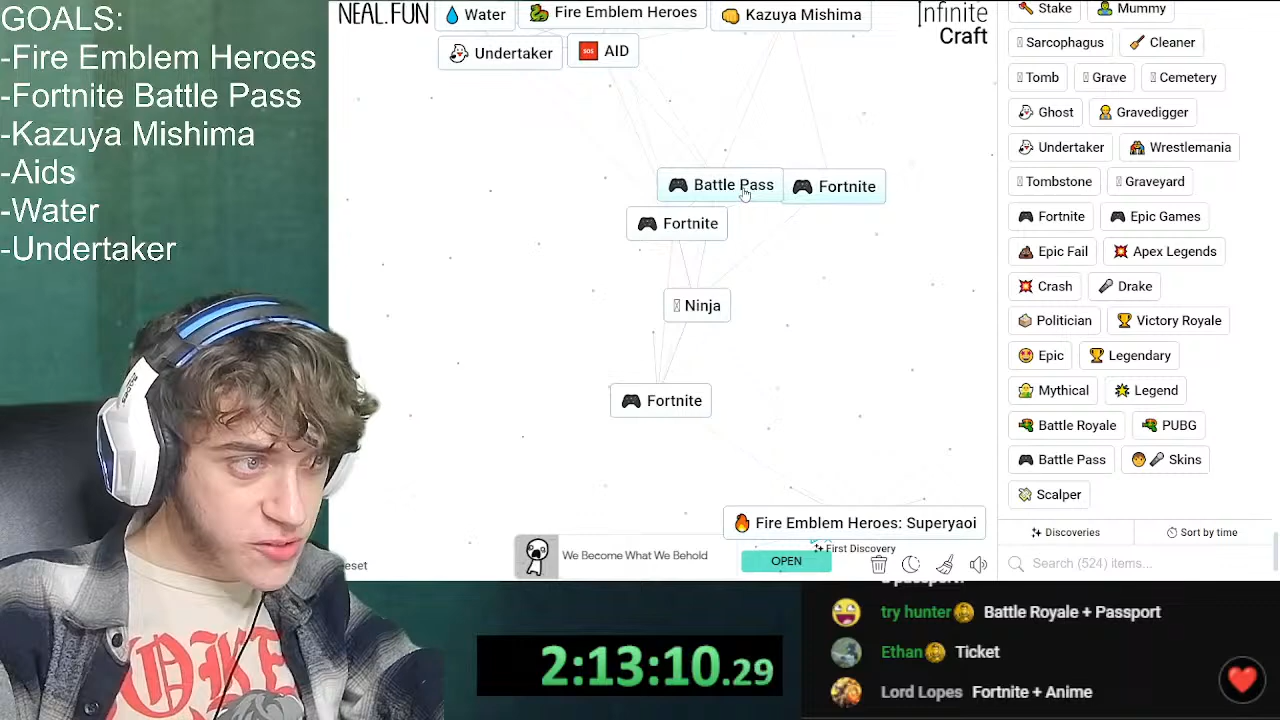 GOALS:
-Fire Emblem Heroes
-Fortnite Battle Pass
-Kazuya Mishima
-Aids
-Water
-Undertaker
NEAL.FUN
Water
Fire Emblem Heroes
Kazuya Mishima
Infinite
Craft
Undertaker
SOS AID
Battle Pass
Fortnite
Fortnite
Ninja
Fortnite
Fire Emblem Heroes: Superyaoi
First Discovery
We Become What We Behold
OPEN
eset
Stake
Mummy
Sarcophagus
Cleaner
Tomb
Grave
Cemetery
Ghost
Gravedigger
Undertaker
Wrestlemania
Tombstone
Graveyard
Fortnite
Epic Games
Epic Fail
Apex Legends
Crash
Drake
Politician
Victory Royale
Epic
Legendary
Mythical
Legend
Battle Royale
PUBG
Battle Pass
Skins
Scalper
Discoveries
Sort by time
Search (524) items...
try hunter Battle Royale + Passport
Ethan Ticket
Lord Lopes Fortnite + Anime
2:13:10.29